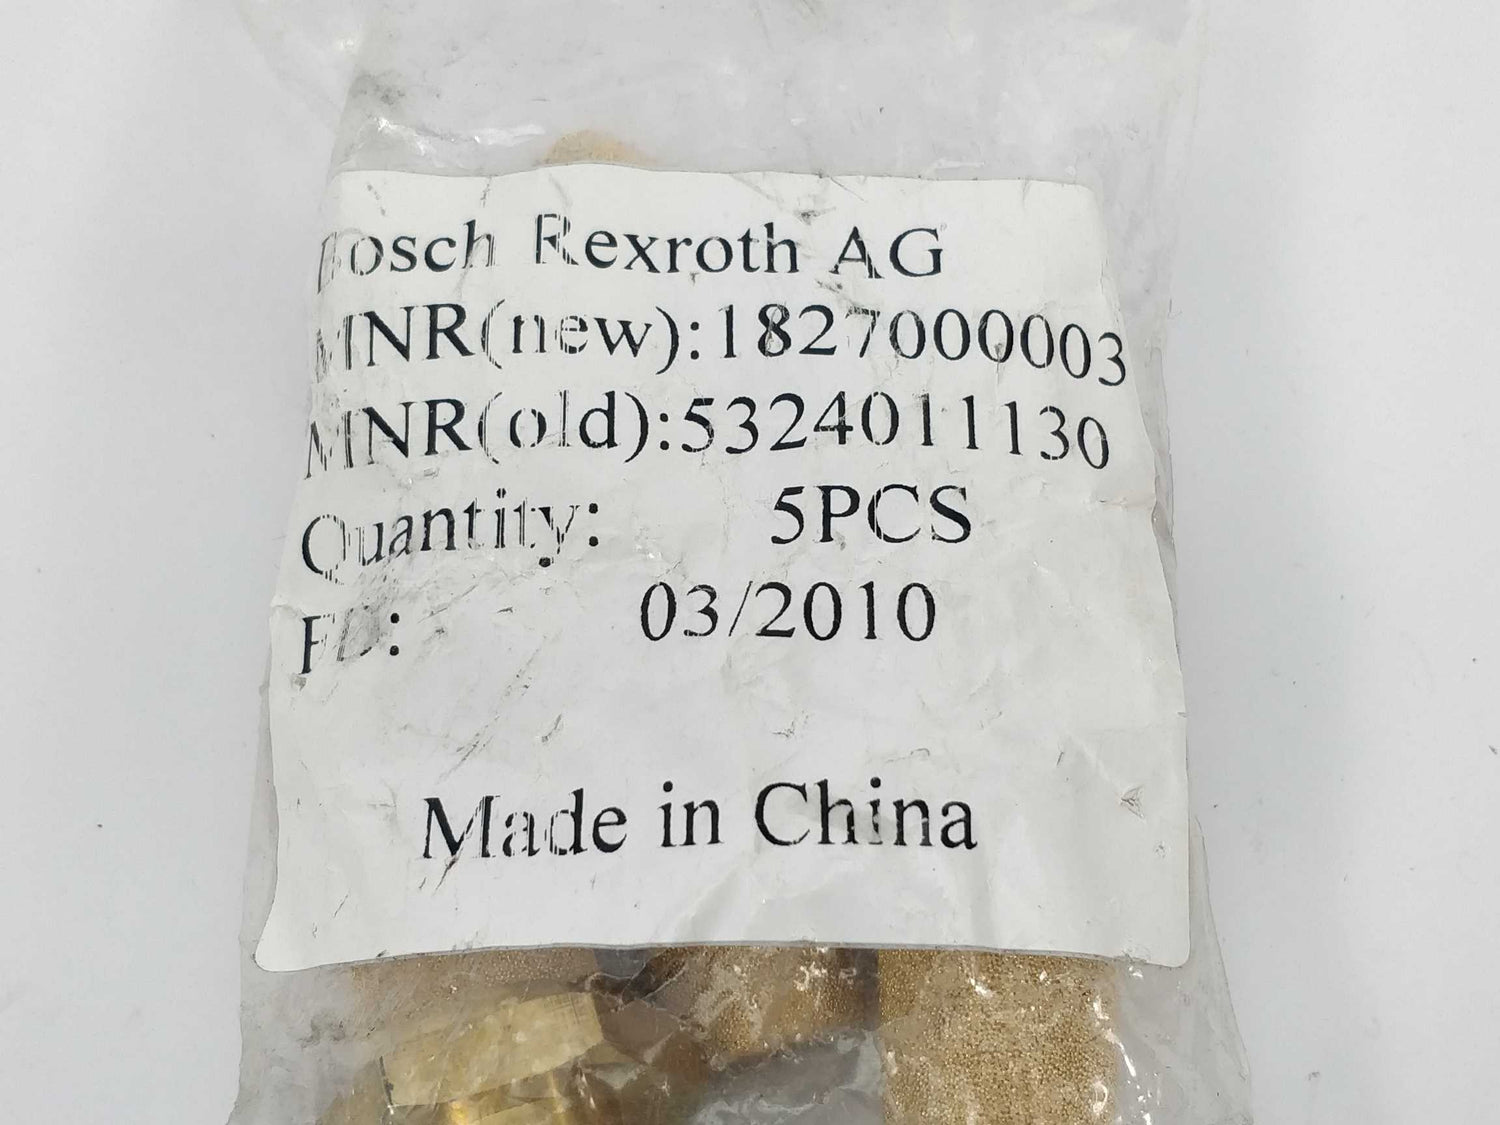 Bosch Rexroth AG
MNR(new):1827000003
MNR(old):5324011130
Quantity: 5PCS
FD: 03/2010
Made in China